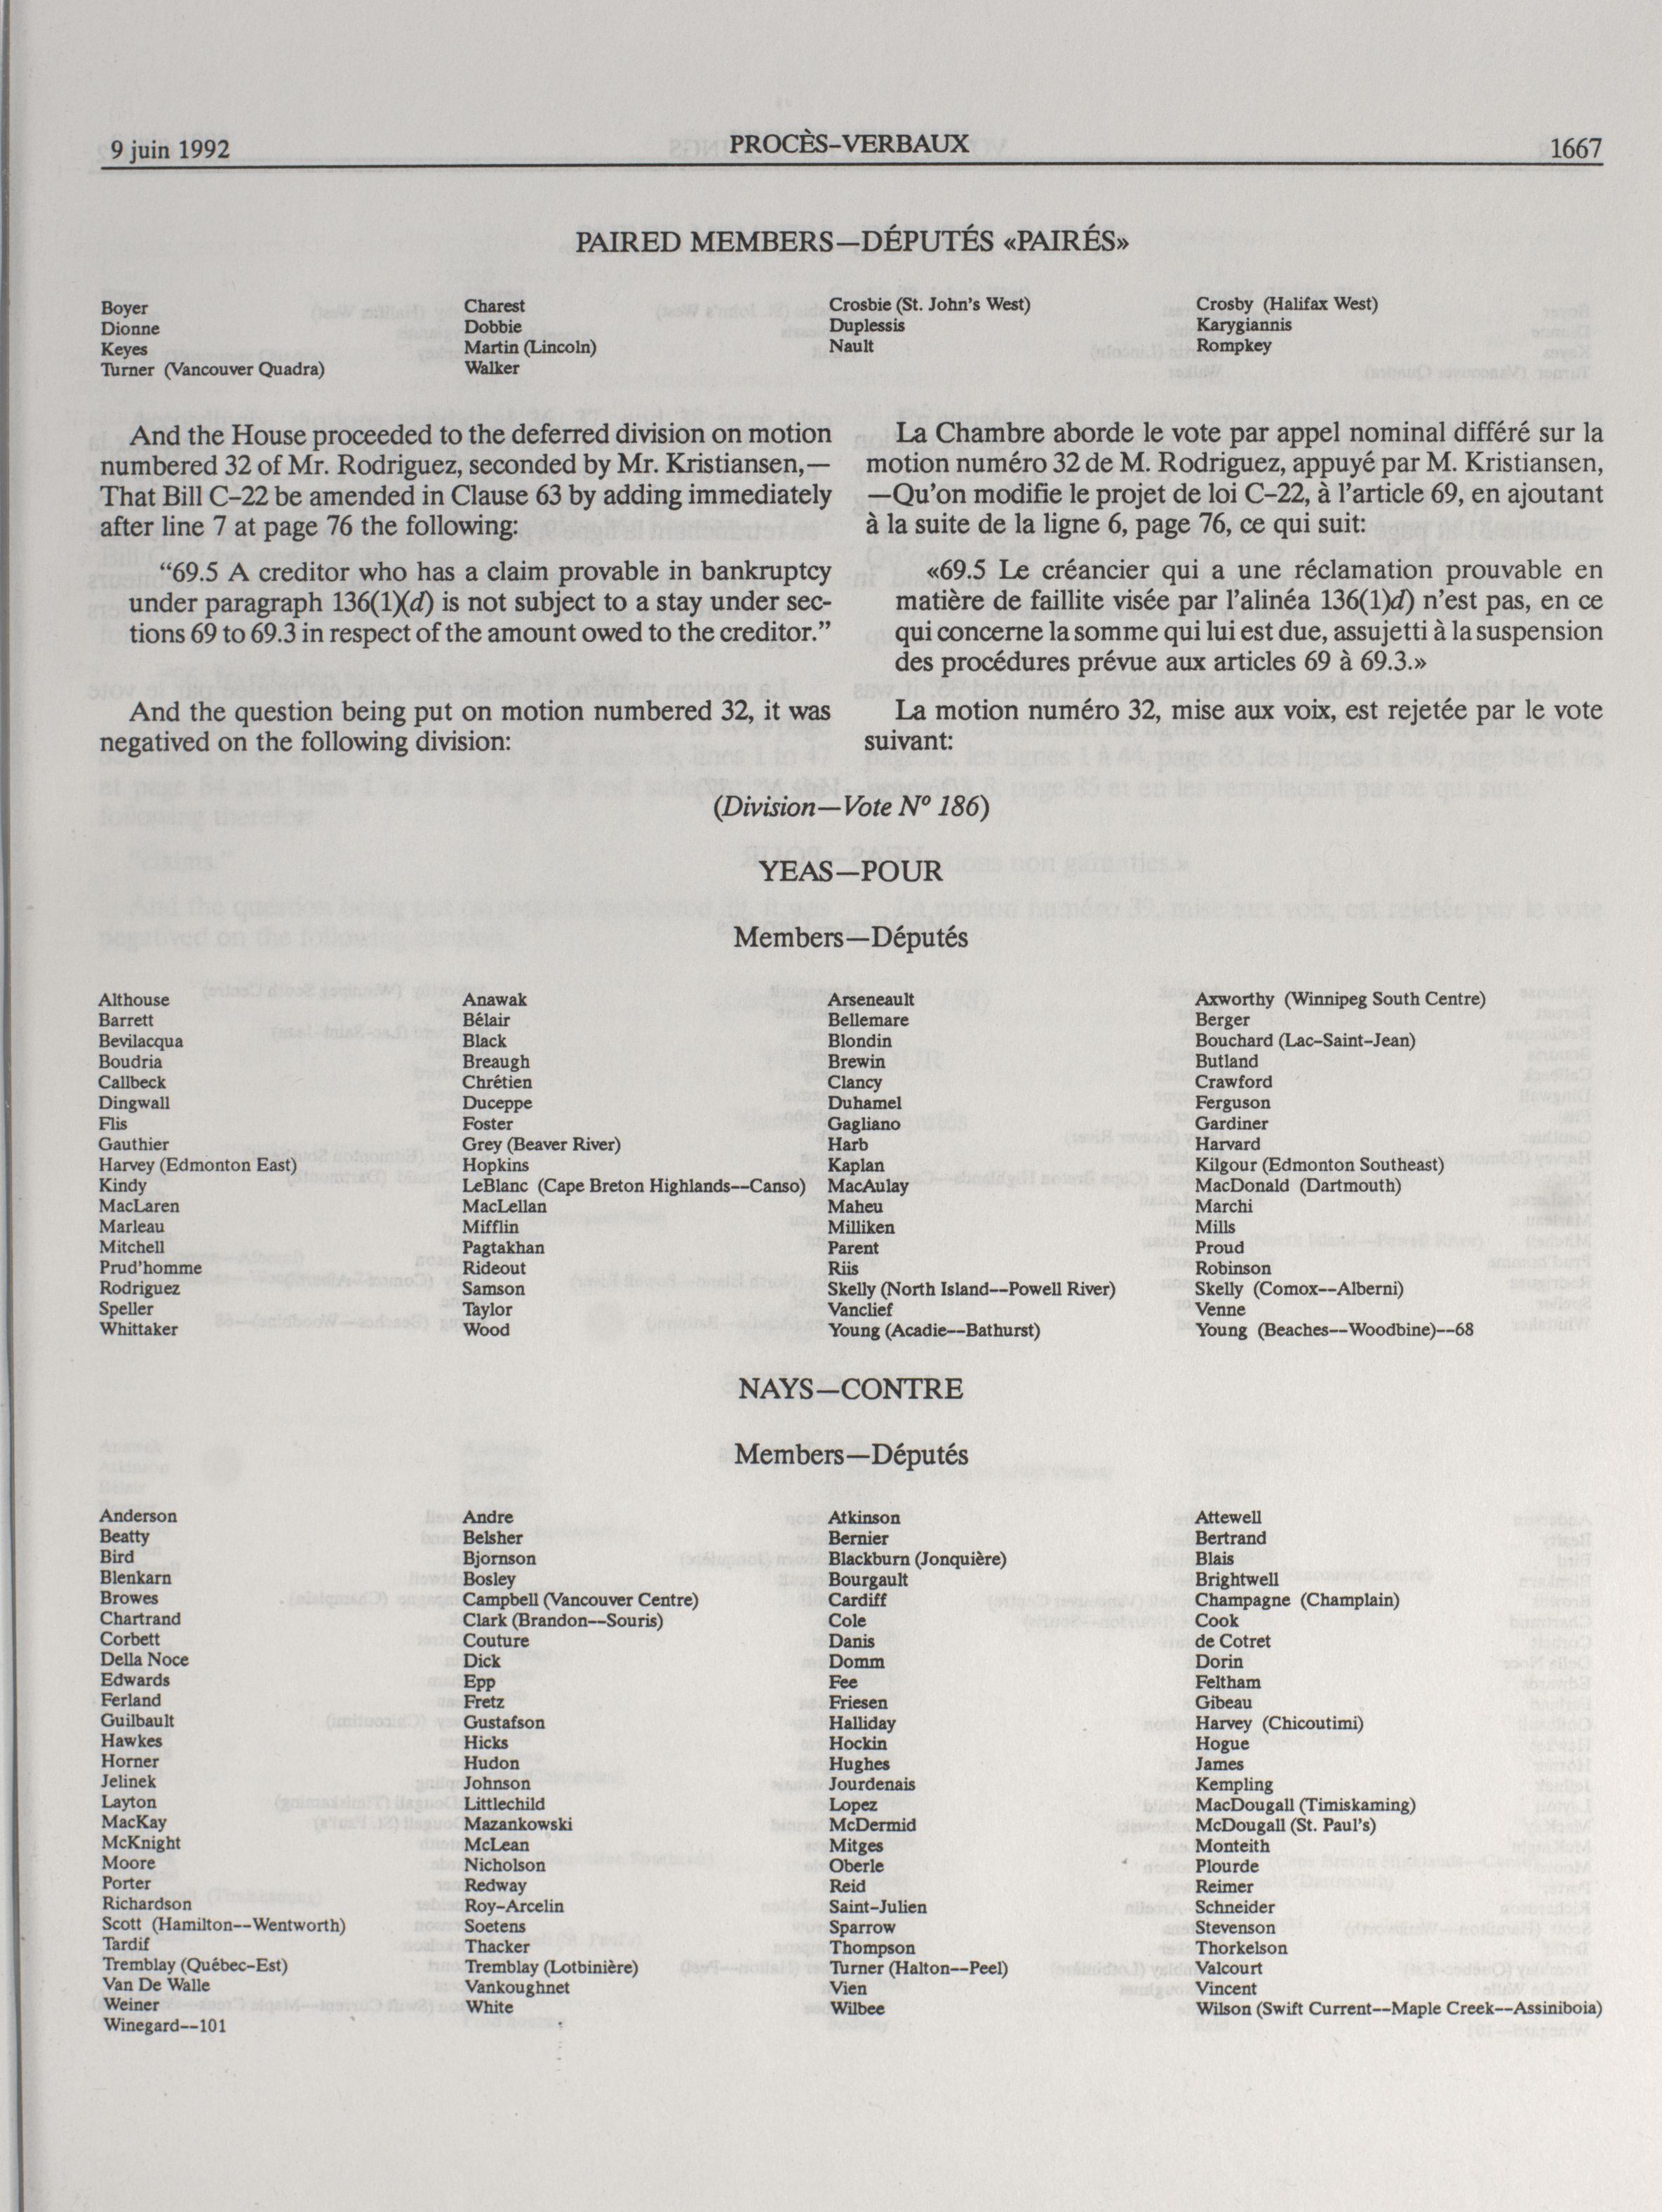 9 juin 1992 PROCÈS-VERBAUX 1667
PAIRED MEMBERS—DÉPUTÉS «PAIRÉS»
Boyer Charest Crosbie (St. John's West) Crosby (Halifax West)
Dionne Dobbie Duplessis Karygiannis
Keyes Martin (Lincoln) Nault Rompkey
Turner (Vancouver Quadra) Walker
And the House proceeded to the deferred division on motion
numbered 32 of Mr. Rodriguez, seconded by Mr. Kristiansen,—
That Bill C-22 be amended in Clause 63 by adding immediately
after line 7 at page 76 the following:
“69.5 A creditor who has a claim provable in bankruptcy
under paragraph 136(1)(d) is not subject to a stay under sec-
tions 69 to 69.3 in respect of the amount owed to the creditor.”
And the question being put on motion numbered 32, it was
negatived on the following division:
La Chambre aborde le vote par appel nominal différé sur la
motion numéro 32 de M. Rodriguez, appuyé par M. Kristiansen,
—Qu'on modifie le projet de loi C-22, à l'article 69, en ajoutant
à la suite de la ligne 6, page 76, ce qui suit:
«69.5 Le créancier qui a une réclamation prouvable en
matière de faillite visée par l'alinéa 136(1)d) n'est pas, en ce
qui concerne la somme qui lui est due, assujetti à la suspension
des procédures prévue aux articles 69 à 69.3.»
La motion numéro 32, mise aux voix, est rejetée par le vote
suivant:
(Division—Vote Nº 186)
YEAS—POUR
Members—Députés
Althouse Anawak Arseneault Axworthy (Winnipeg South Centre)
Barrett Bélair Bellemare Berger
Bevilacqua Black Blondin Bouchard (Lac-Saint-Jean)
Boudria Breaugh Brewin Butland
Callbeck Chrétien Clancy Crawford
Dingwall Duceppe Duhamel Ferguson
Flis Foster Gagliano Gardiner
Gauthier Grey (Beaver River) Harb Harvard
Harvey (Edmonton East) Hopkins Kaplan Kilgour (Edmonton Southeast)
Kindy LeBlanc (Cape Breton Highlands--Canso) MacAulay MacDonald (Dartmouth)
MacLaren MacLellan Maheu Marchi
Marleau Mifflin Milliken Mills
Mitchell Pagtakhan Parent Proud
Prud'homme Rideout Riis Robinson
Rodriguez Samson Skelly (North Island--Powell River) Skelly (Comox--Alberni)
Speller Taylor Vanclief Venne
Whittaker Wood Young (Acadie--Bathurst) Young (Beaches--Woodbine)--68
NAYS—CONTRE
Members—Députés
Anderson Andre Atkinson Attewell
Beatty Belsher Bernier Bertrand
Bird Bjornson Blackburn (Jonquière) Blais
Blenkarn Bosley Bourgault Brightwell
Browes Campbell (Vancouver Centre) Cardiff Champagne (Champlain)
Chartrand Clark (Brandon--Souris) Cole Cook
Corbett Couture Danis de Cotret
Della Noce Dick Domm Dorin
Edwards Epp Fee Feltham
Ferland Fretz Friesen Gibeau
Guilbault Gustafson Halliday Harvey (Chicoutimi)
Hawkes Hicks Hockin Hogue
Horner Hudon Hughes James
Jelinek Johnson Jourdenais Kempling
Layton Littlechild Lopez MacDougall (Timiskaming)
MacKay Mazankowski McDermid McDougall (St. Paul's)
McKnight McLean Mitges Monteith
Moore Nicholson Oberle Plourde
Porter Redway Reid Reimer
Richardson Roy-Arcelin Saint-Julien Schneider
Scott (Hamilton--Wentworth) Soetens Sparrow Stevenson
Tardif Thacker Thompson Thorkelson
Tremblay (Québec-Est) Tremblay (Lotbinière) Turner (Halton--Peel) Valcourt
Van De Walle Vankoughnet Vien Vincent
Weiner White Wilbee Wilson (Swift Current--Maple Creek--Assiniboia)
Winegard--101